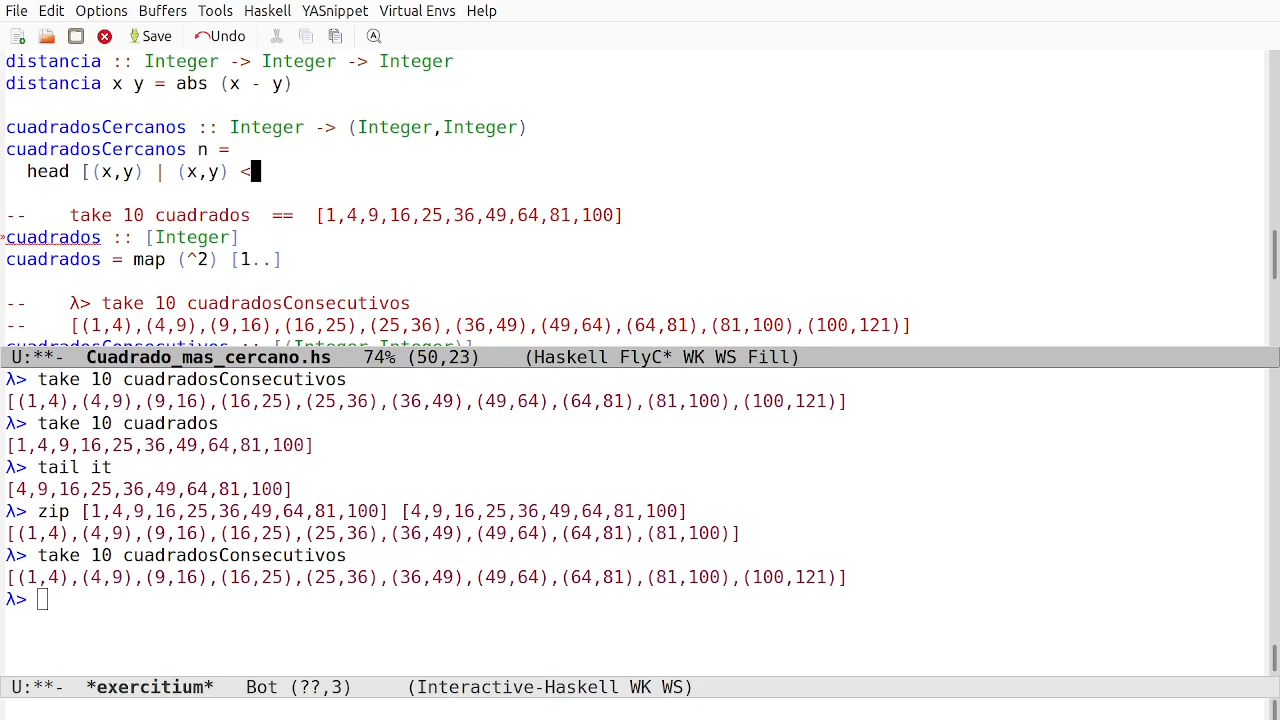 File Edit Options Buffers Tools Haskell YASnippet Virtual Envs Help
Save Undo
distancia :: Integer -> Integer -> Integer
distancia x y = abs (x - y)
cuadradosCercanos :: Integer -> (Integer,Integer)
cuadradosCercanos n =
head [(x,y) | (x,y) <
-- take 10 cuadrados == [1,4,9,16,25,36,49,64,81,100]
cuadrados :: [Integer]
cuadrados = map (^2) [1..]
-- λ> take 10 cuadradosConsecutivos
-- [(1,4),(4,9),(9,16),(16,25),(25,36),(36,49),(49,64),(64,81),(81,100),(100,121)]
cuadradosConsecutivos :: [(Integer,Integer)]
U:**- Cuadrado_mas_cercano.hs 74% (50,23) (Haskell FlyC* WK WS Fill)
λ> take 10 cuadradosConsecutivos
[(1,4),(4,9),(9,16),(16,25),(25,36),(36,49),(49,64),(64,81),(81,100),(100,121)]
λ> take 10 cuadrados
[1,4,9,16,25,36,49,64,81,100]
λ> tail it
[4,9,16,25,36,49,64,81,100]
λ> zip [1,4,9,16,25,36,49,64,81,100] [4,9,16,25,36,49,64,81,100]
[(1,4),(4,9),(9,16),(16,25),(25,36),(36,49),(49,64),(64,81),(81,100)]
λ> take 10 cuadradosConsecutivos
[(1,4),(4,9),(9,16),(16,25),(25,36),(36,49),(49,64),(64,81),(81,100),(100,121)]
λ>
U:**- *exercitium* Bot (??,3) (Interactive-Haskell WK WS)